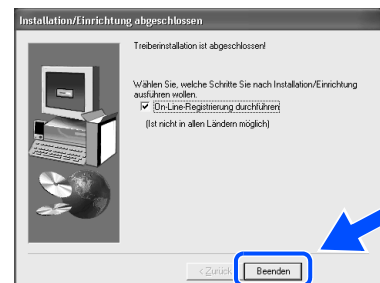 Installation/Einrichtung abgeschlossen
Treiberinstallation ist abgeschlossen!
Wählen Sie, welche Schritte Sie nach Installation/Einrichtung
ausführen wollen.
On-Line-Registrierung durchführen
(Ist nicht in allen Ländern möglich)
< Zurück
Beenden